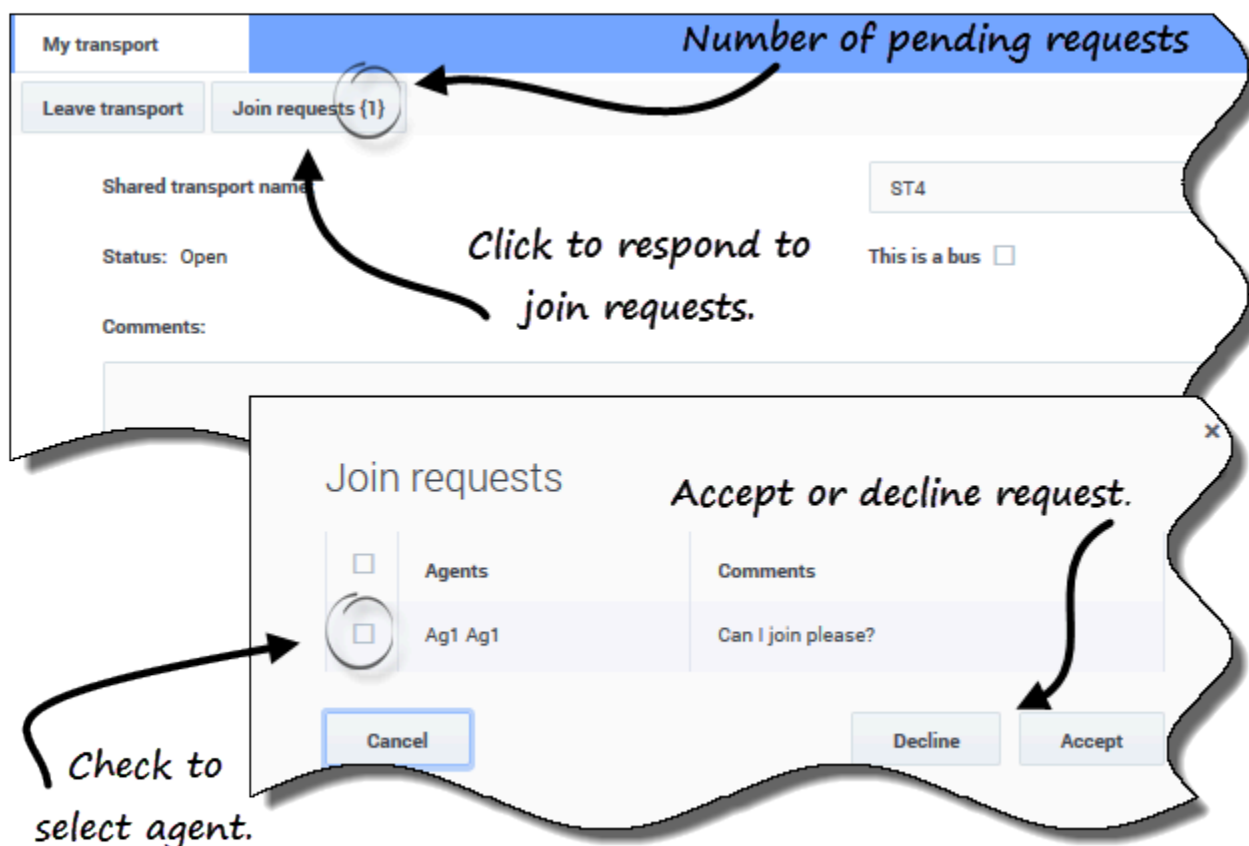 My transport
Number of pending requests
Leave transport
Join requests {1}
Shared transport name:
ST4
Click to respond to
join requests.
Status: Open
This is a bus
Comments:
×
Join requests
Accept or decline request.
Agents
Comments
Ag1 Ag1
Can I join please?
Cancel
Decline
Accept
Check to
select agent.